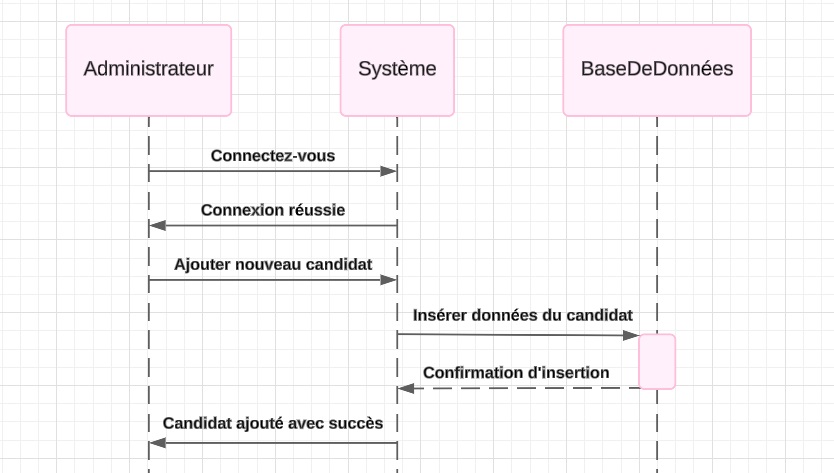 Administrateur
Système
BaseDeDonnées
Connectez-vous
Connexion réussie
Ajouter nouveau candidat
Insérer données du candidat
Confirmation d'insertion
Candidat ajouté avec succès